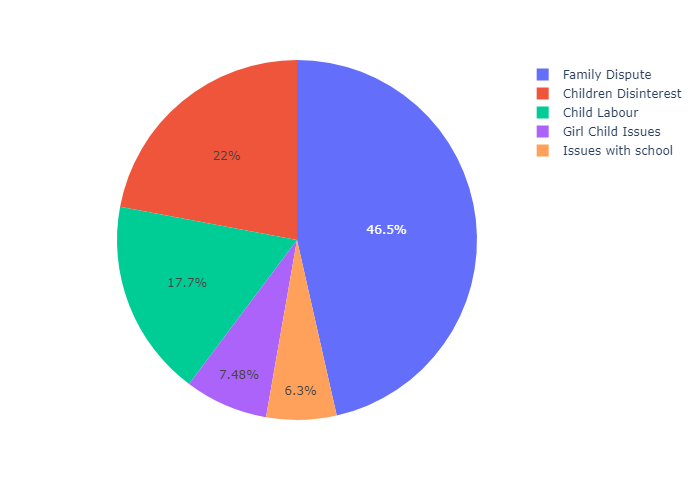 Family Dispute
Children Disinterest
Child Labour
Girl Child Issues
Issues with school
22%
46.5%
17.7%
7.48%
6.3%